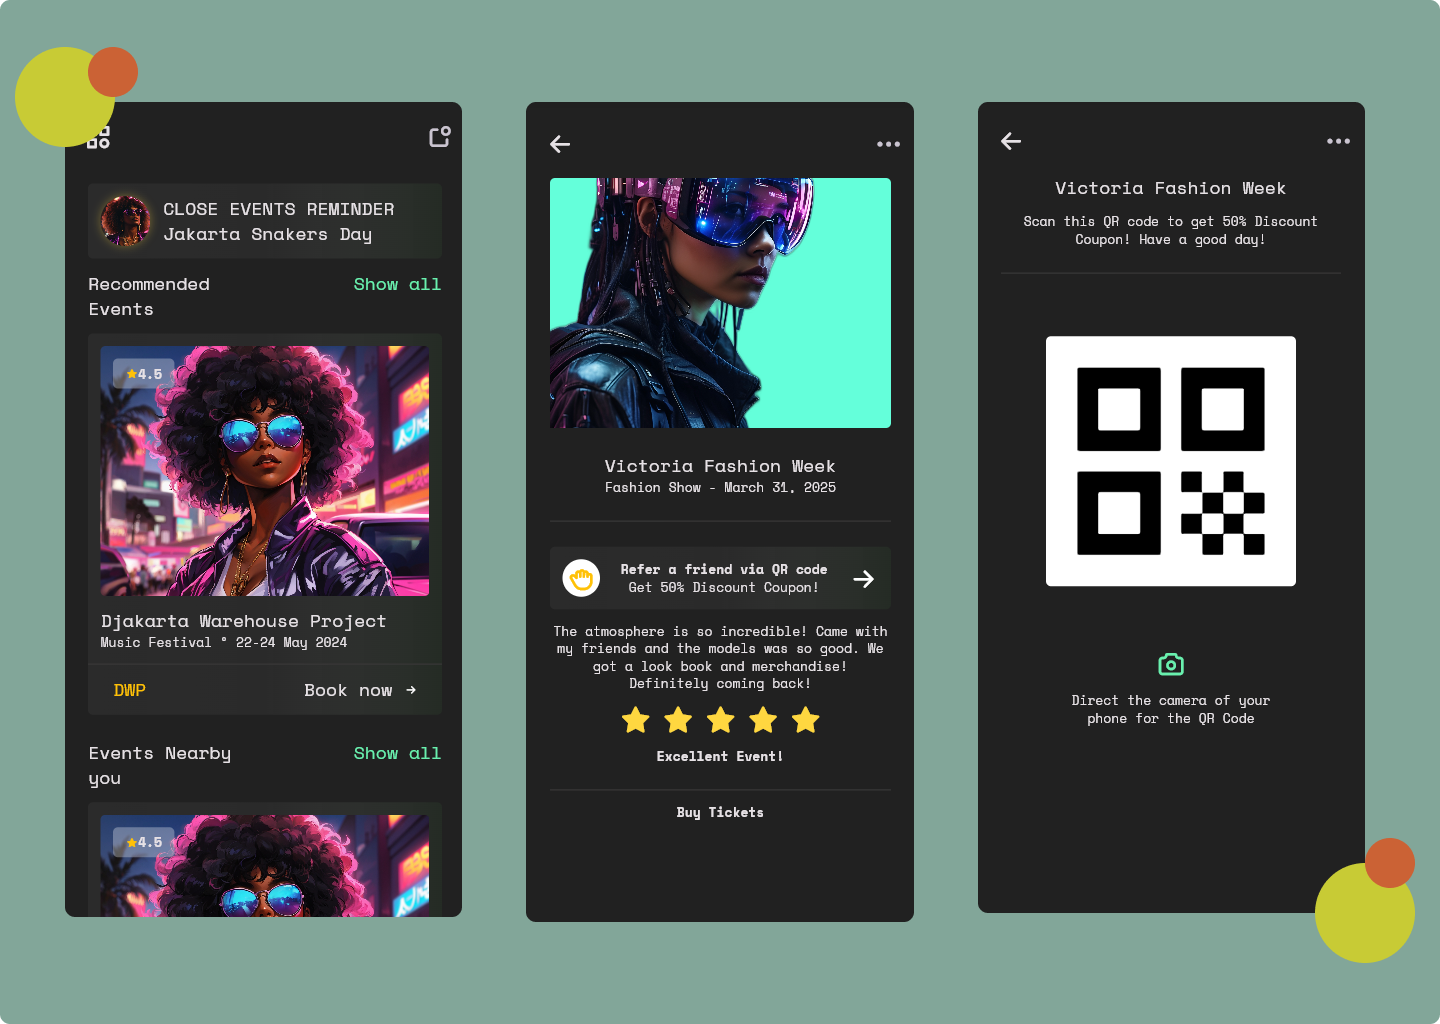 CLOSE EVENTS REMINDER
Jakarta Snakers Day
Recommended
Events
Show all
4.5
Djakarta Warehouse Project
Music Festival ° 22-24 May 2024
DWP
Book now
Events Nearby
you
Show all
4.5
Victoria Fashion Week
Fashion Show - March 31, 2025
Refer a friend via QR code
Get 50% Discount Coupon!
The atmosphere is so incredible! Came with
my friends and the models was so good. We
got a look book and merchandise!
Definitely coming back!
Excellent Event!
Buy Tickets
Victoria Fashion Week
Scan this QR code to get 50% Discount
Coupon! Have a good day!
Direct the camera of your
phone for the QR Code